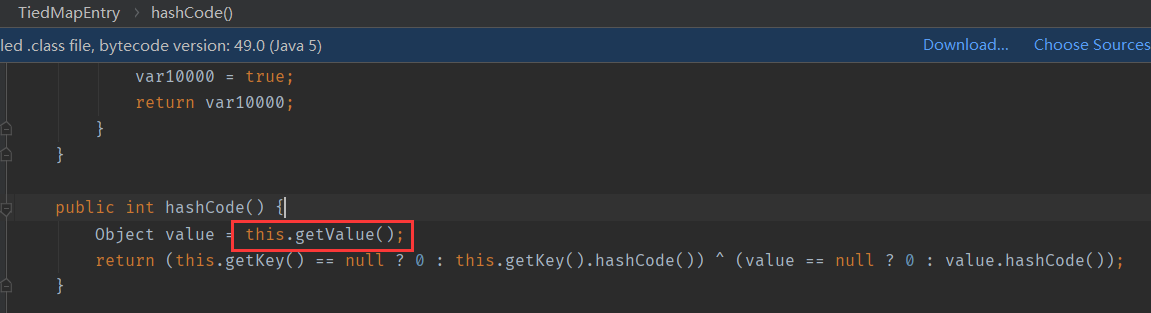 TiedMapEntry › hashCode()
led .class file, bytecode version: 49.0 (Java 5) Download... Choose Sources
var10000 = true;
return var10000;
}
}
public int hashCode() {
Object value = this.getValue();
return (this.getKey() == null ? 0 : this.getKey().hashCode()) ^ (value == null ? 0 : value.hashCode());
}